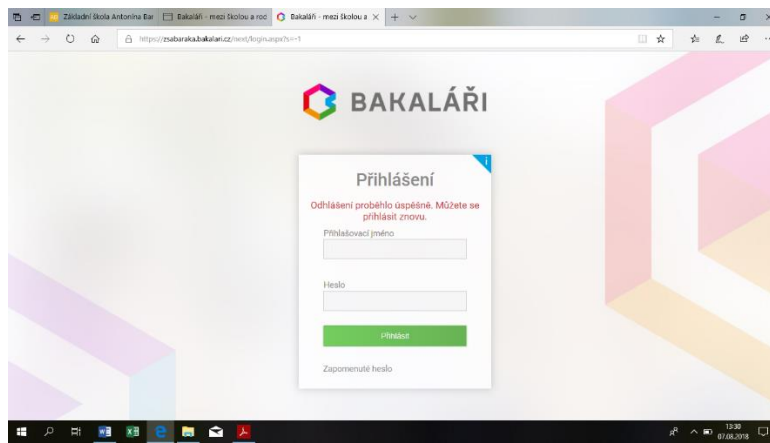 Základní škola Antonína Bar
Bakaláři - mezi školou a rod
Bakaláři - mezi školou a
https://zsabaraka.bakalari.cz/next/login.aspx?s=-1
BAKALÁŘI
i
Přihlášení
Odhlášení proběhlo úspěšně. Můžete se
přihlásit znovu.
Přihlašovací jméno
Heslo
Přihlásit
Zapomenuté heslo
13:30
07.08.2018